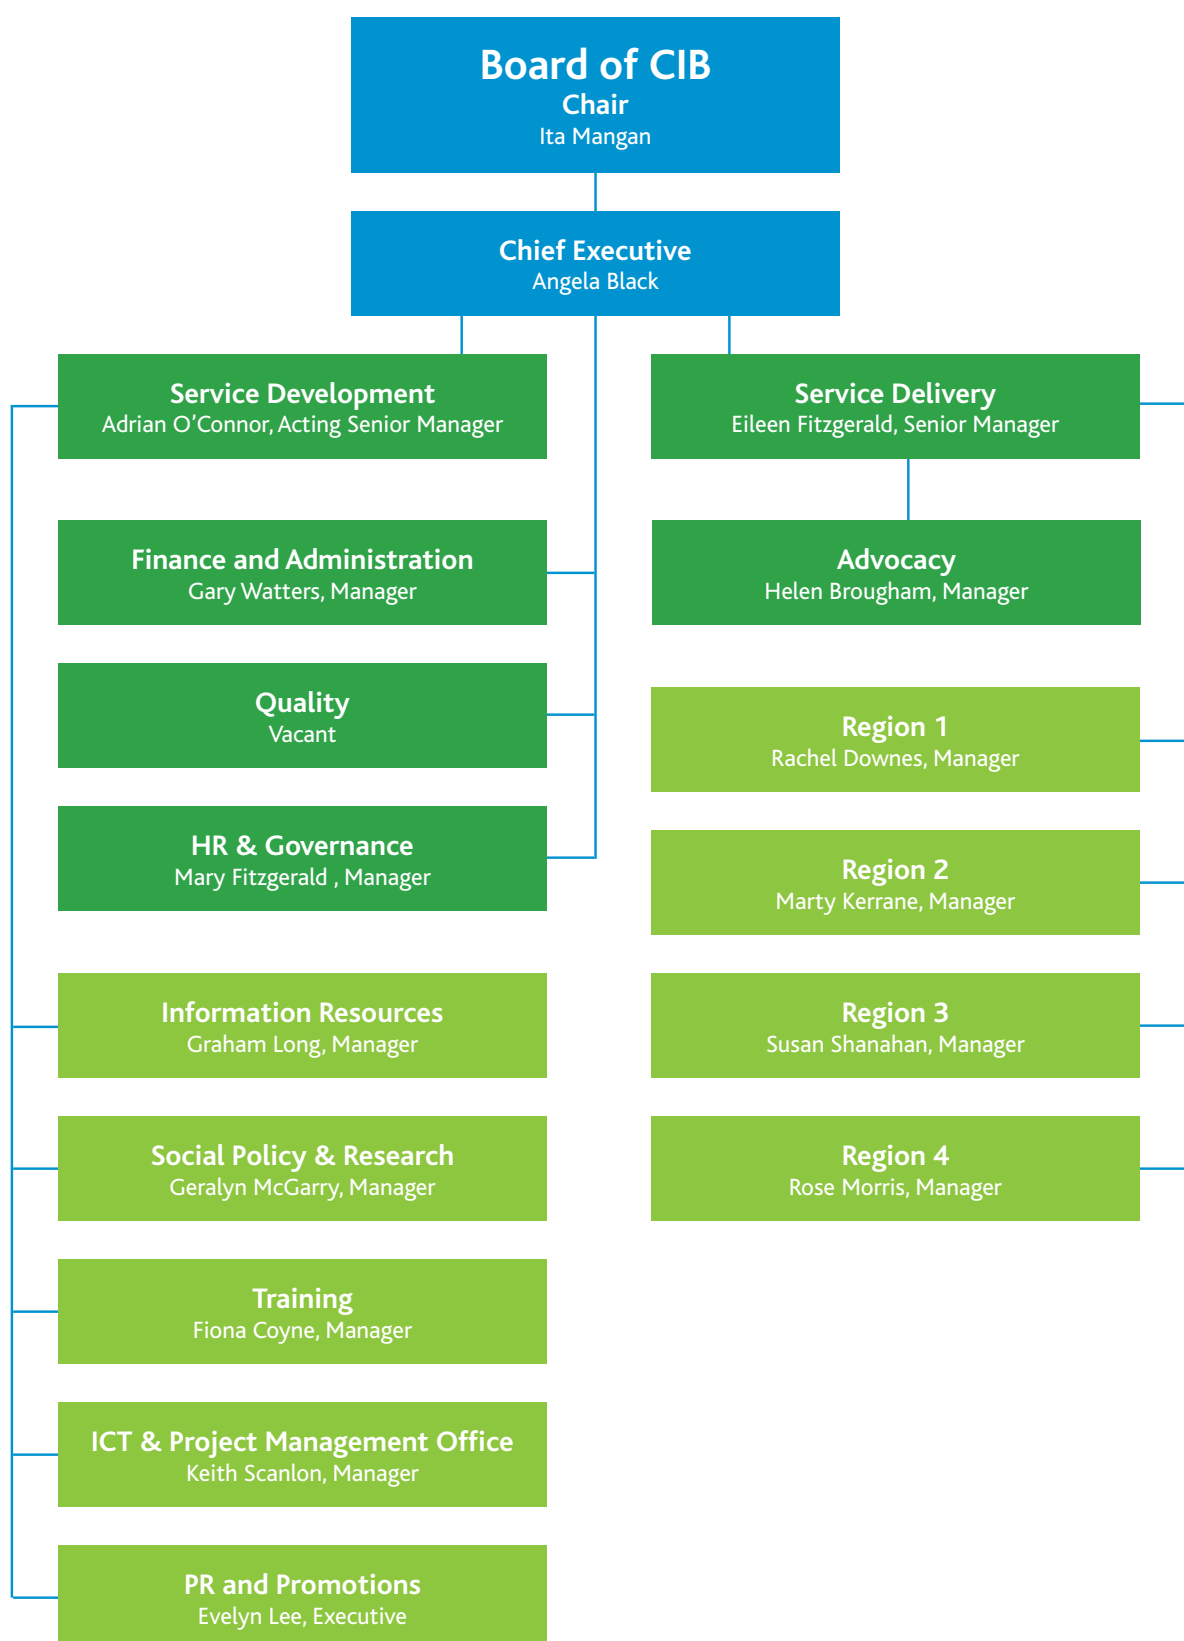 Board of CIB
Chair
Ita Mangan
Chief Executive
Angela Black
Service Development
Adrian O’Connor, Acting Senior Manager
Service Delivery
Eileen Fitzgerald, Senior Manager
Finance and Administration
Gary Watters, Manager
Advocacy
Helen Brougham, Manager
Quality
Vacant
HR & Governance
Mary Fitzgerald , Manager
Region 1
Rachel Downes, Manager
Region 2
Marty Kerrane, Manager
Information Resources
Graham Long, Manager
Region 3
Susan Shanahan, Manager
Social Policy & Research
Geralyn McGarry, Manager
Region 4
Rose Morris, Manager
Training
Fiona Coyne, Manager
ICT & Project Management Office
Keith Scanlon, Manager
PR and Promotions
Evelyn Lee, Executive